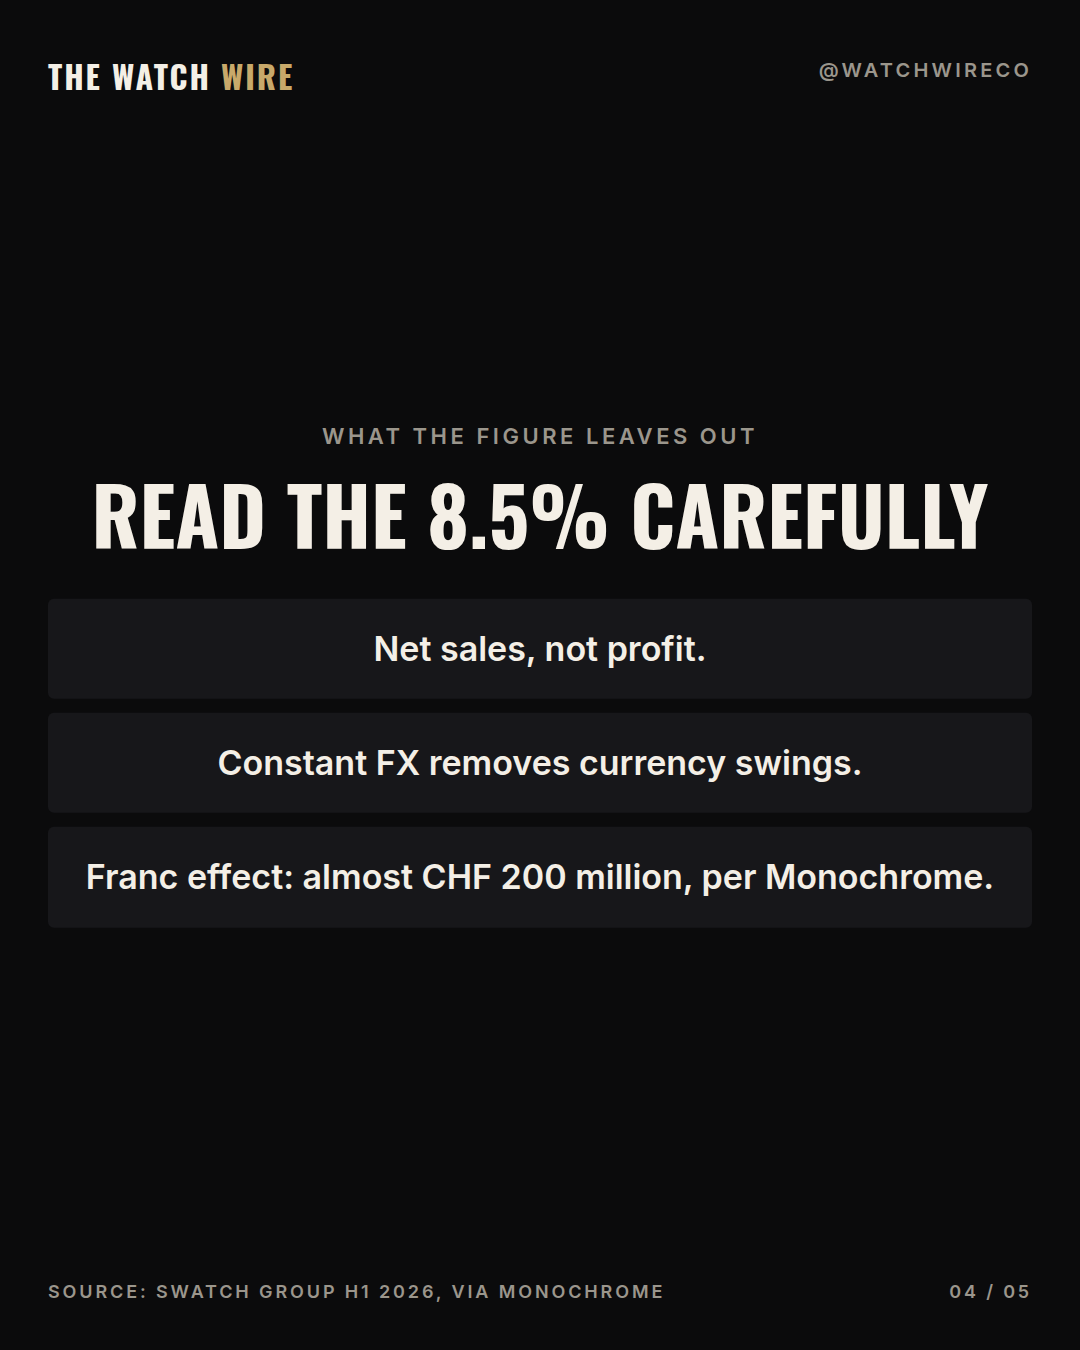 THE WATCH WIRE
@WATCHWIRECO
WHAT THE FIGURE LEAVES OUT
READ THE 8.5% CAREFULLY
Net sales, not profit.
Constant FX removes currency swings.
Franc effect: almost CHF 200 million, per Monochrome.
SOURCE: SWATCH GROUP H1 2026, VIA MONOCHROME
04 / 05